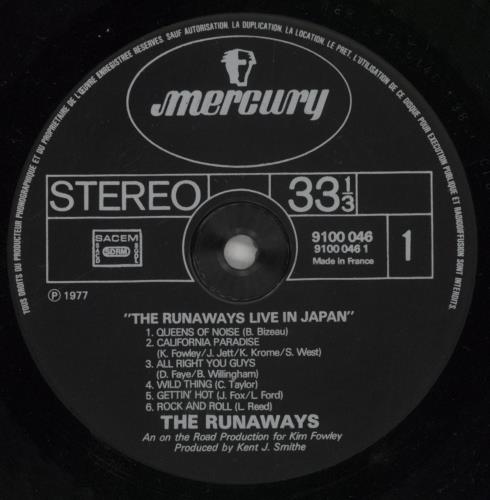 TOUS DROITS DU PRODUCTEUR PHONOGRAPHIQUE ET DU PROPRIETAIRE DE L'ŒUVRE ENREGISTREE RESERVES. SAUF AUTORISATION, LA DUPLICATION, LA LOCATION, LE PRET, L'UTILISATION DE CE DISQUE POUR EXECUTION PUBLIQUE ET RADIODIFFUSION SONT INTERDITS.
mercury
STEREO 33 1/3
9100 046
9100 046 1
Made in France
1
SACEM
SDRM
℗ 1977
"THE RUNAWAYS LIVE IN JAPAN"
1. QUEENS OF NOISE (B. Bizeau)
2. CALIFORNIA PARADISE
(K. Fowley/J. Jett/K. Krome/S. West)
3. ALL RIGHT YOU GUYS
(D. Faye/B. Willingham)
4. WILD THING (C. Taylor)
5. GETTIN' HOT (J. Fox/L. Ford)
6. ROCK AND ROLL (L. Reed)
THE RUNAWAYS
An on the Road Production for Kim Fowley
Produced by Kent J. Smithe